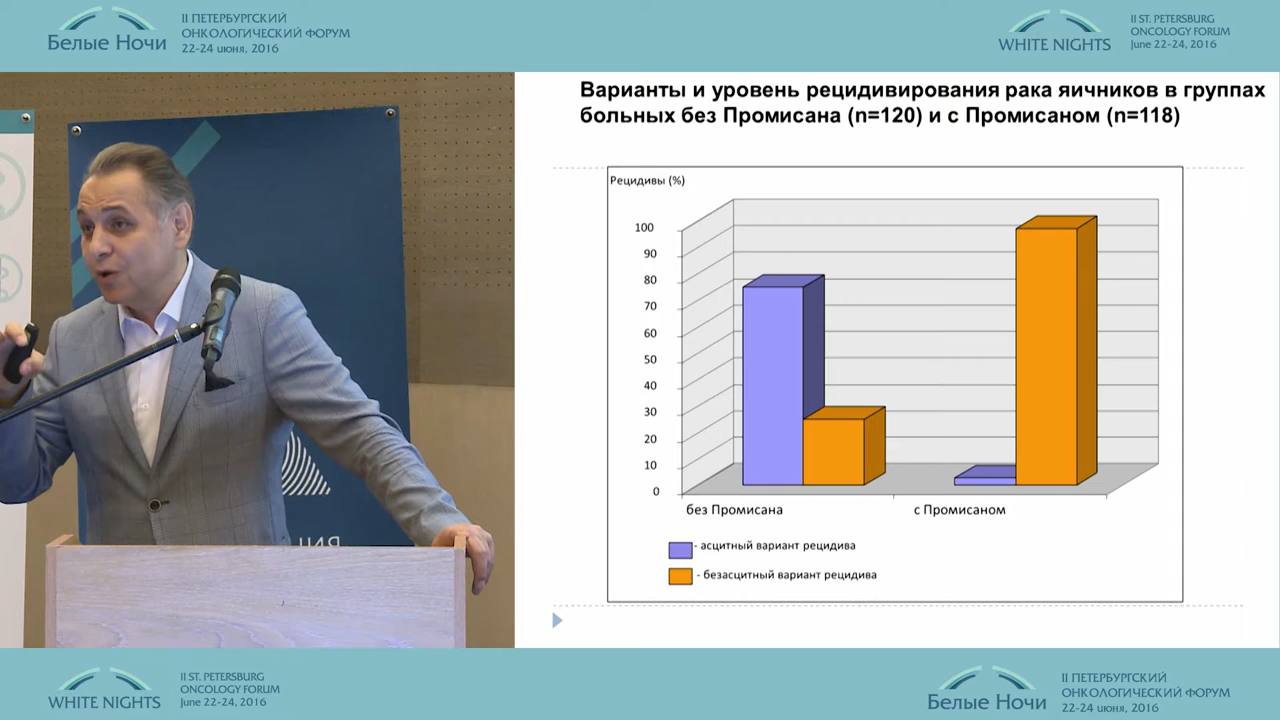 II ПЕТЕРБУРГСКИЙ
ОНКОЛОГИЧЕСКИЙ ФОРУМ
22-24 июня, 2016
Белые Ночи
WHITE NIGHTS
II ST. PETERSBURG
ONCOLOGY FORUM
June 22-24, 2016
Варианты и уровень рецидивирования рака яичников в группах
больных без Промисана (n=120) и с Промисаном (n=118)
Рецидивы (%)
100
90
80
70
60
50
40
30
20
10
0
без Промисана
с Промисаном
- асцитный вариант рецидива
- безасцитный вариант рецидива
WHITE NIGHTS
II ST. PETERSBURG
ONCOLOGY FORUM
June 22-24, 2016
Белые Ночи
II ПЕТЕРБУРГСКИЙ
ОНКОЛОГИЧЕСКИЙ ФОРУМ
22-24 июня, 2016